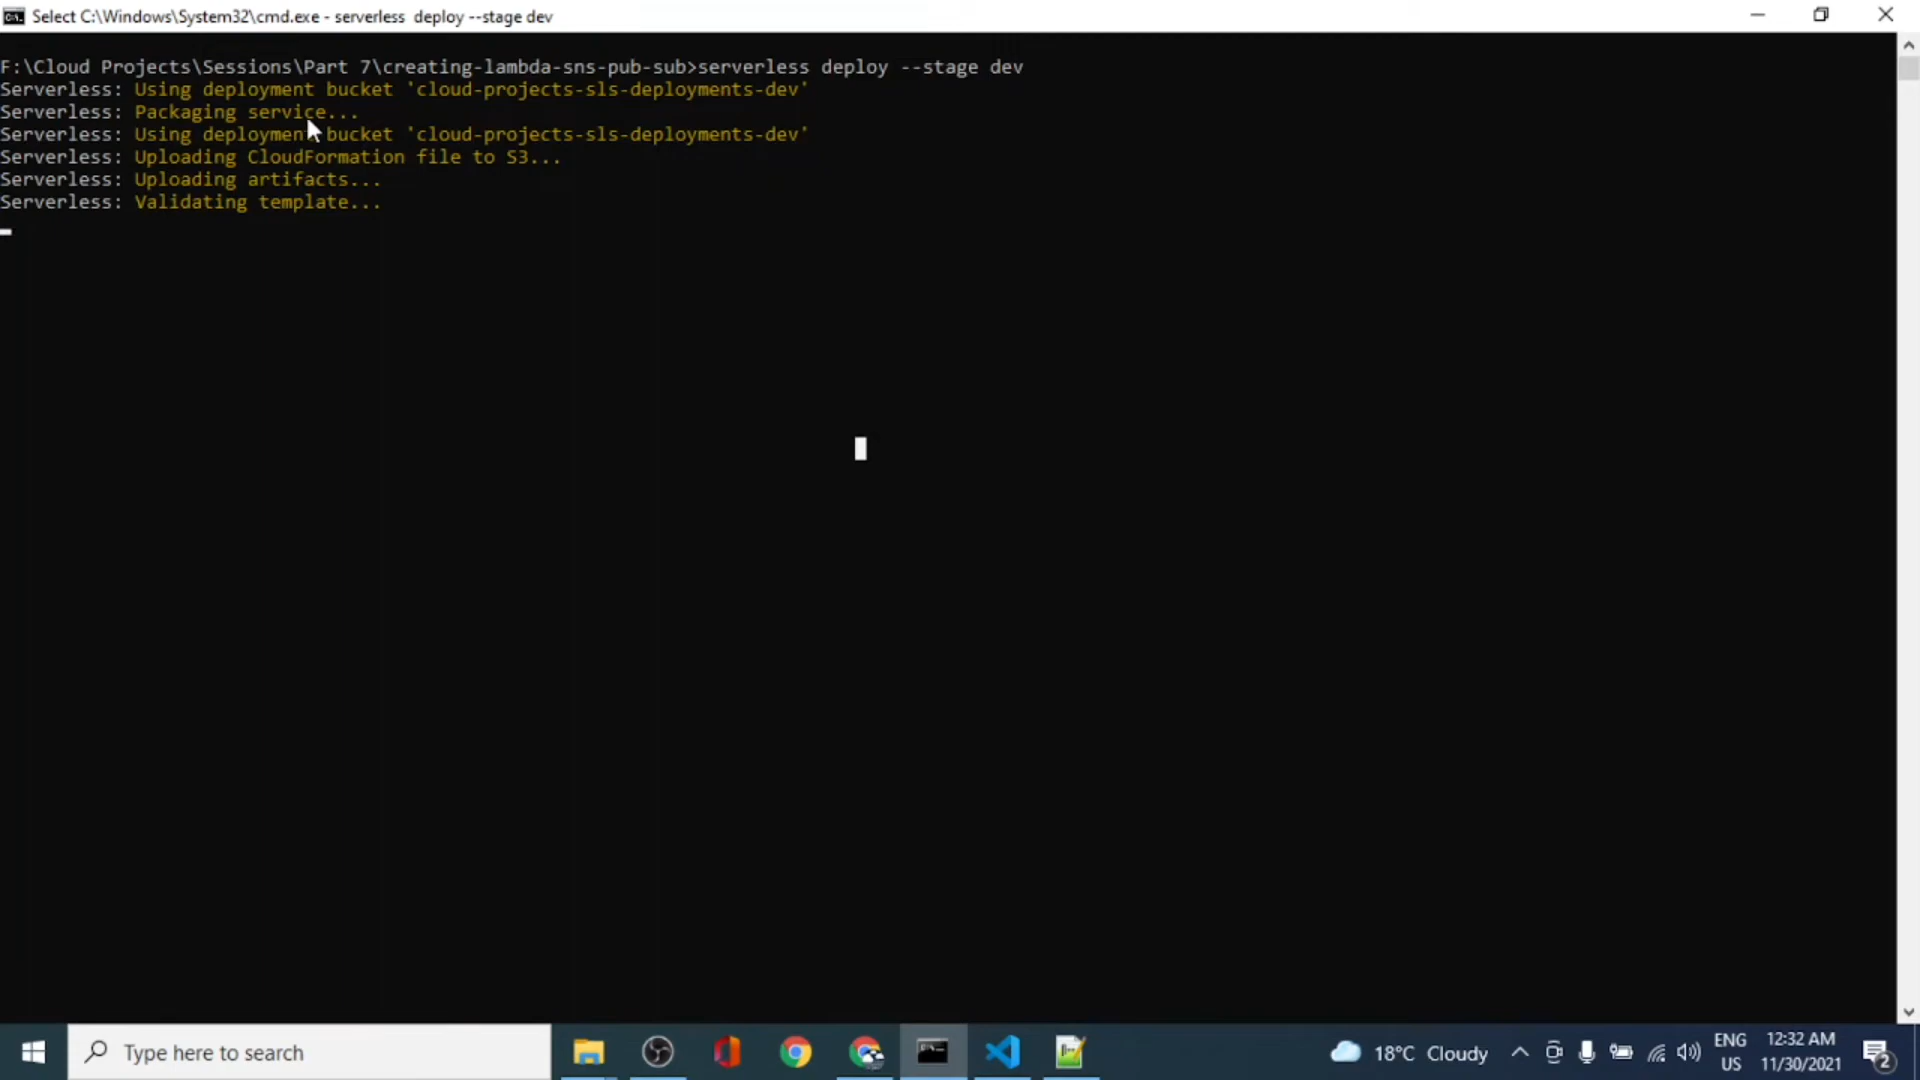 Select C:\Windows\System32\cmd.exe - serverless  deploy --stage dev
F:\Cloud Projects\Sessions\Part 7\creating-lambda-sns-pub-sub>serverless deploy --stage dev
Serverless: Using deployment bucket 'cloud-projects-sls-deployments-dev'
Serverless: Packaging service...
Serverless: Using deployment bucket 'cloud-projects-sls-deployments-dev'
Serverless: Uploading CloudFormation file to S3...
Serverless: Uploading artifacts...
Serverless: Validating template...
Type here to search
18°C Cloudy
ENG
US
12:32 AM
11/30/2021
2